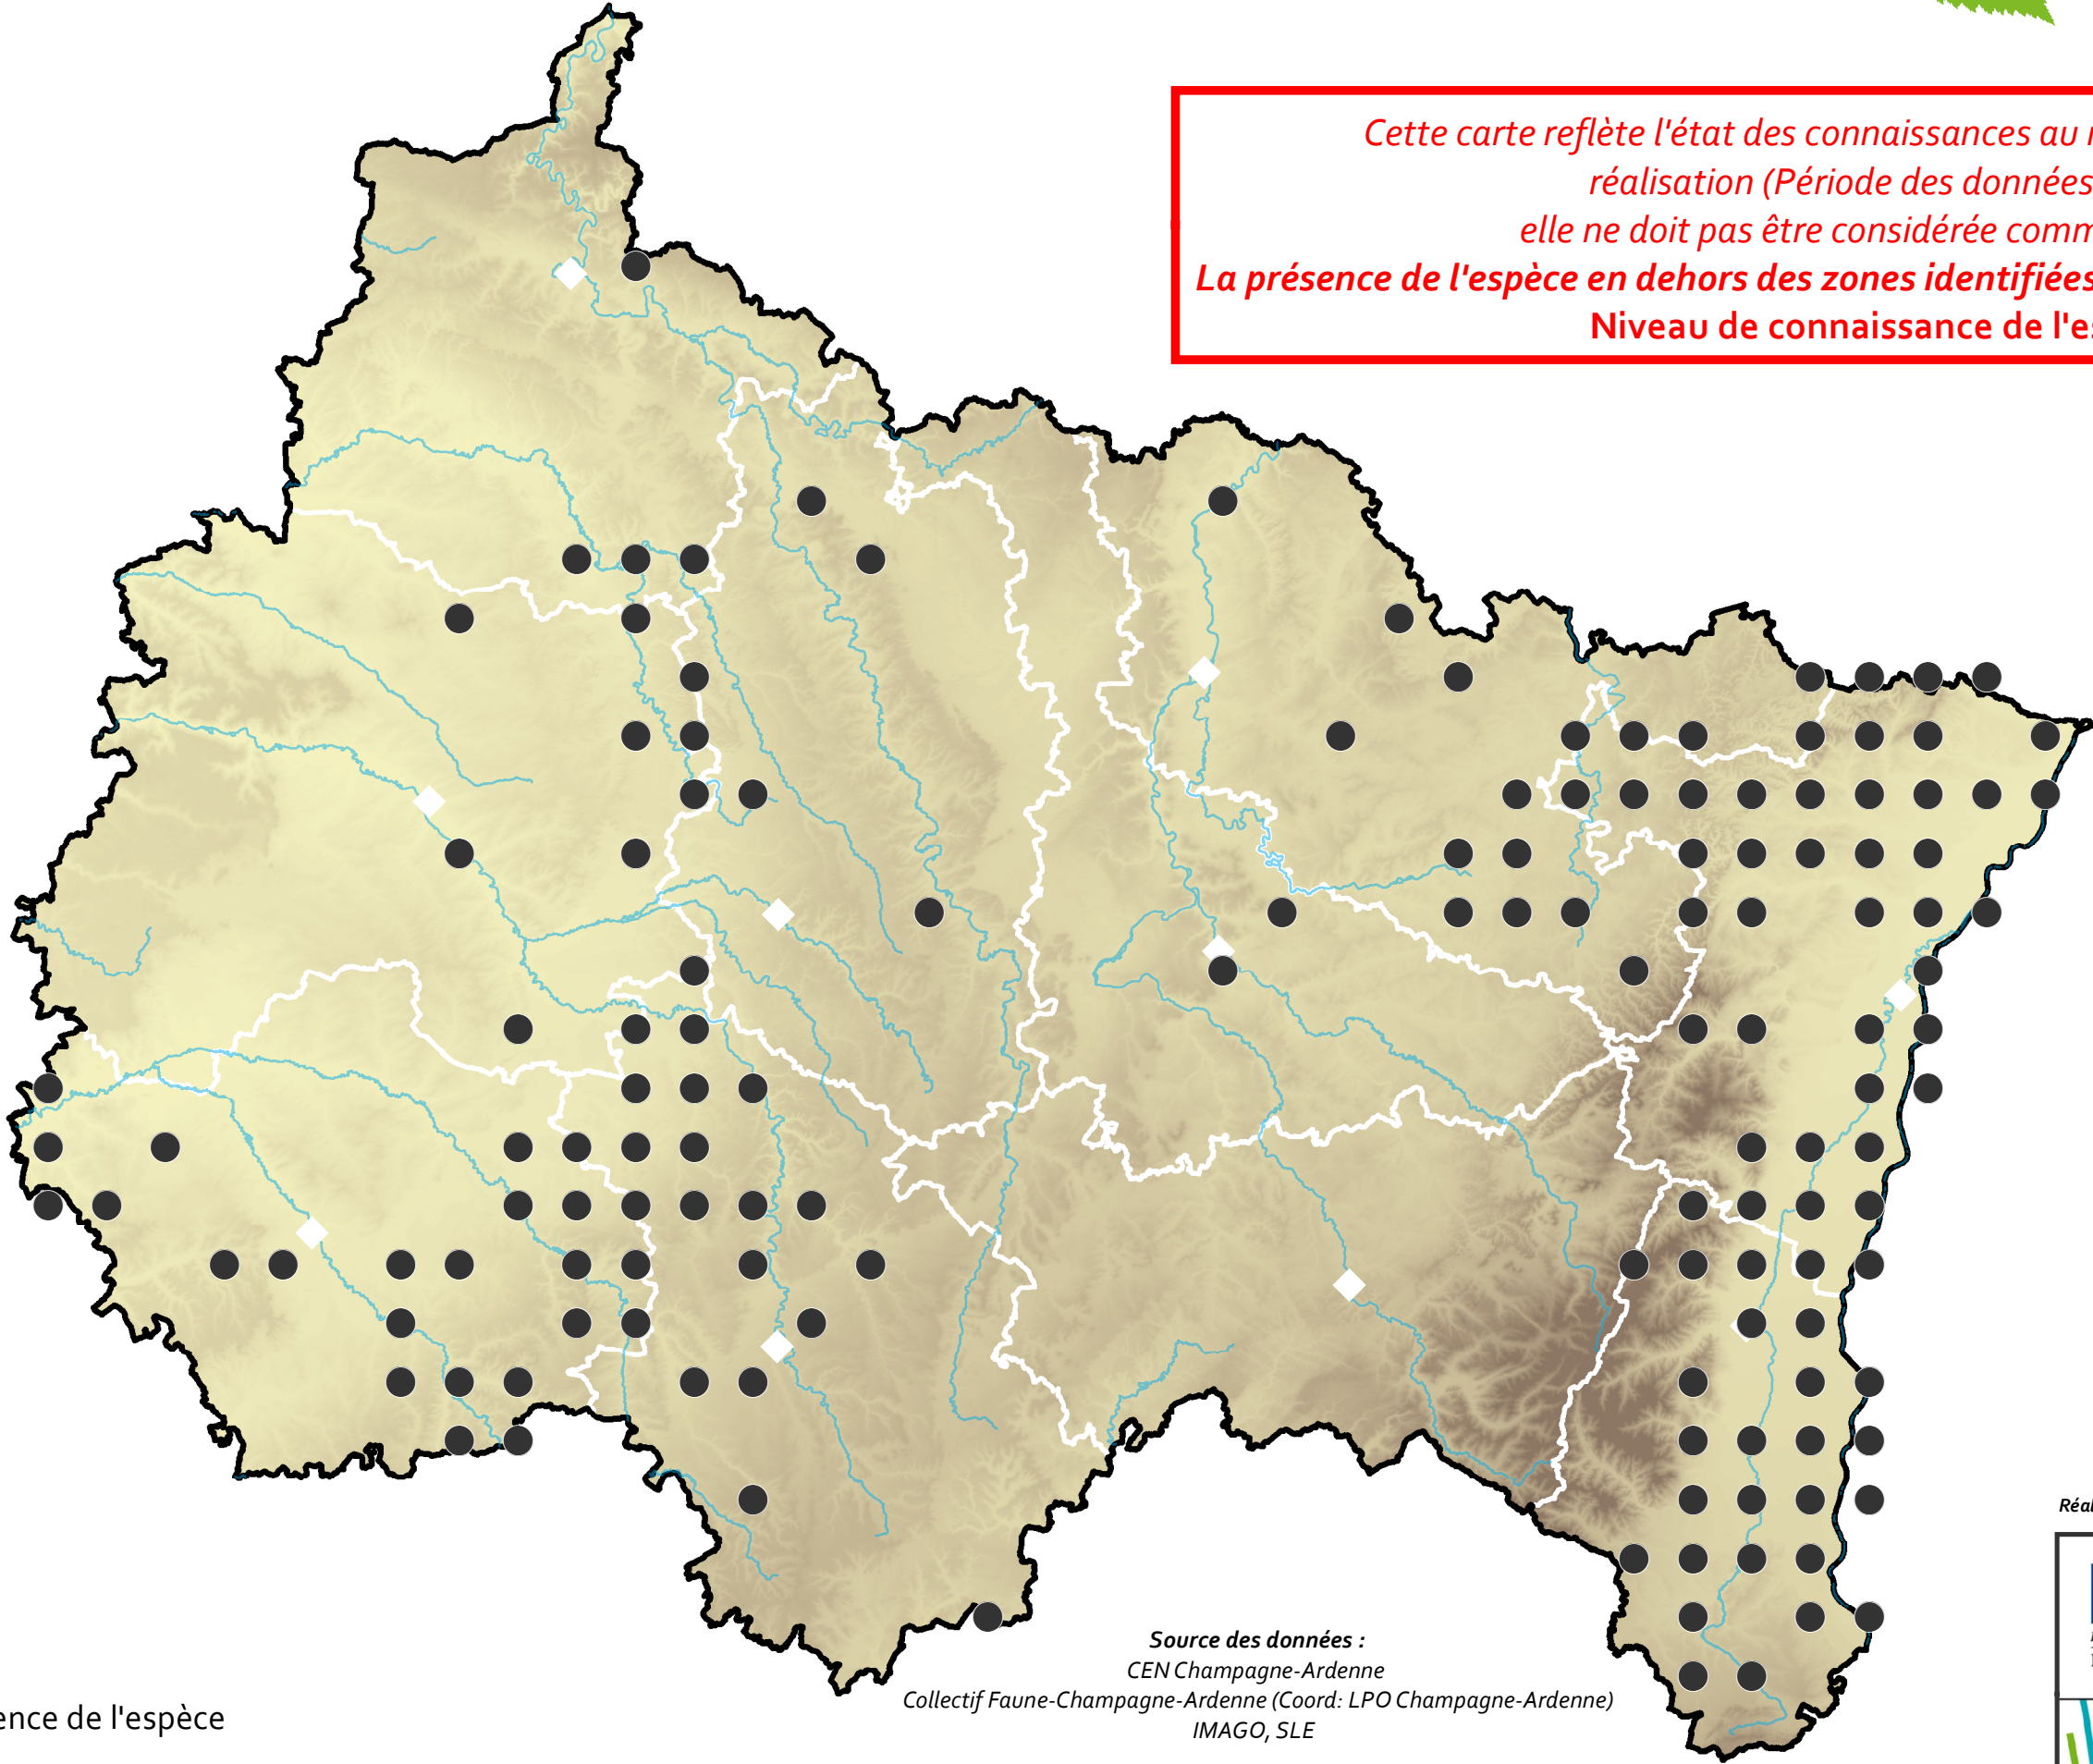 Cette carte reflète l'état des connaissances au
réalisation (Période des données
elle ne doit pas être considérée comm
La présence de l'espèce en dehors des zones identifiées
Niveau de connaissance de l'es
Réal
Source des données :
CEN Champagne-Ardenne
Collectif Faune-Champagne-Ardenne (Coord: LPO Champagne-Ardenne)
IMAGO, SLE
ence de l'espèce